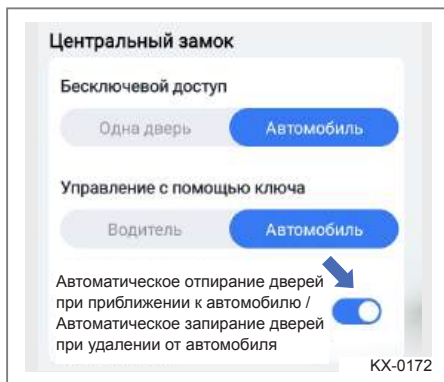 Центральный замок
Бесключевой доступ
Одна дверь Автомобиль
Управление с помощью ключа
Водитель Автомобиль
Автоматическое отпирание дверей
при приближении к автомобилю /
Автоматическое запирание дверей
при удалении от автомобиля
KX-0172